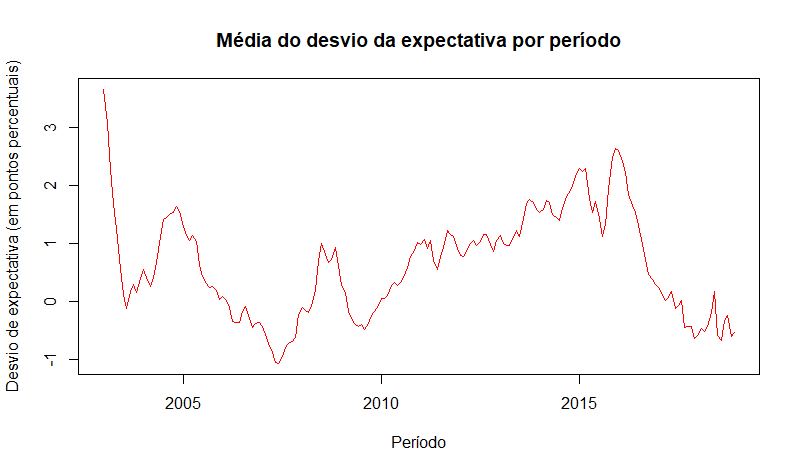 Média do desvio da expectativa por período
Desvio de expectativa (em pontos percentuais)
3
2
1
0
-1
2005 2010 2015
Período